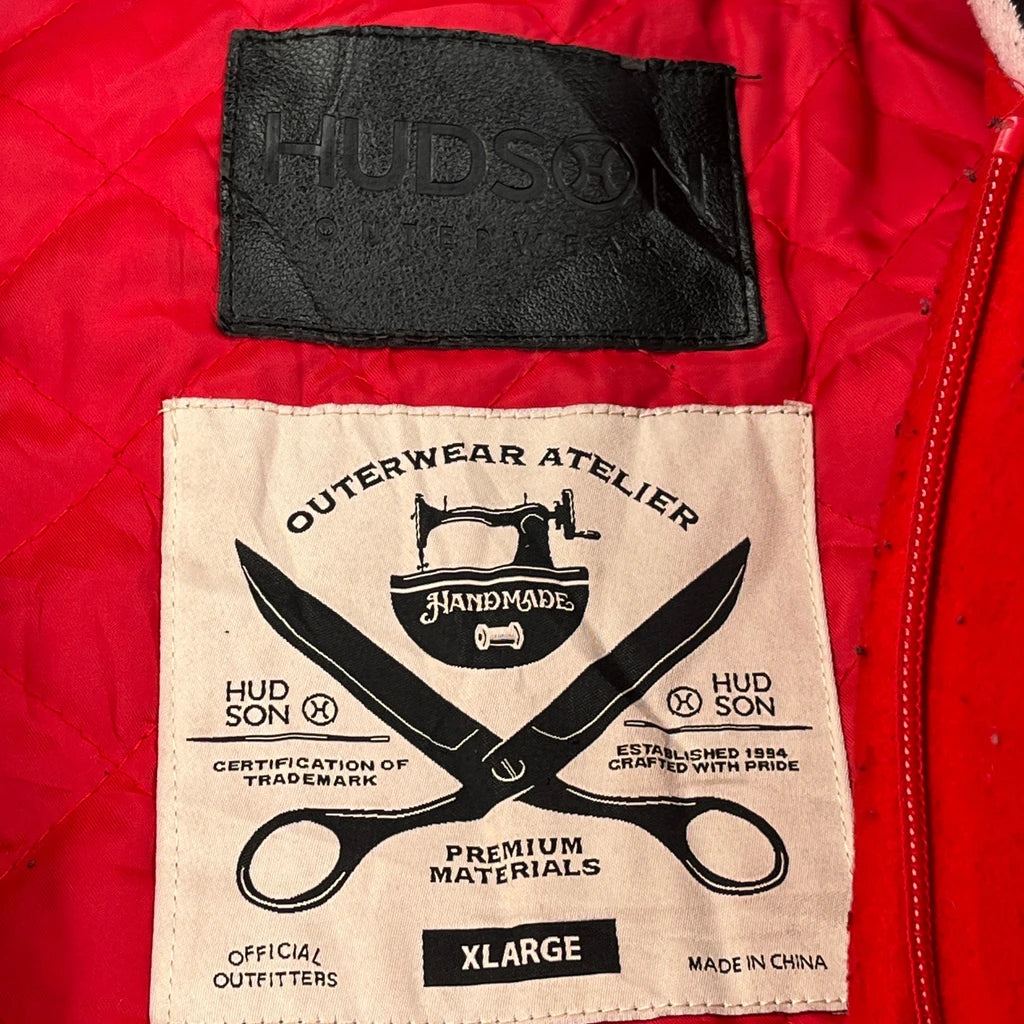 HUDSON
OUTERWEAR
OUTERWEAR ATELIER
HANDMADE
HUD
SON
CERTIFICATION OF
TRADEMARK
HUD
SON
ESTABLISHED 1994
CRAFTED WITH PRIDE
PREMIUM
MATERIALS
OFFICIAL
OUTFITTERS
XLARGE
MADE IN CHINA